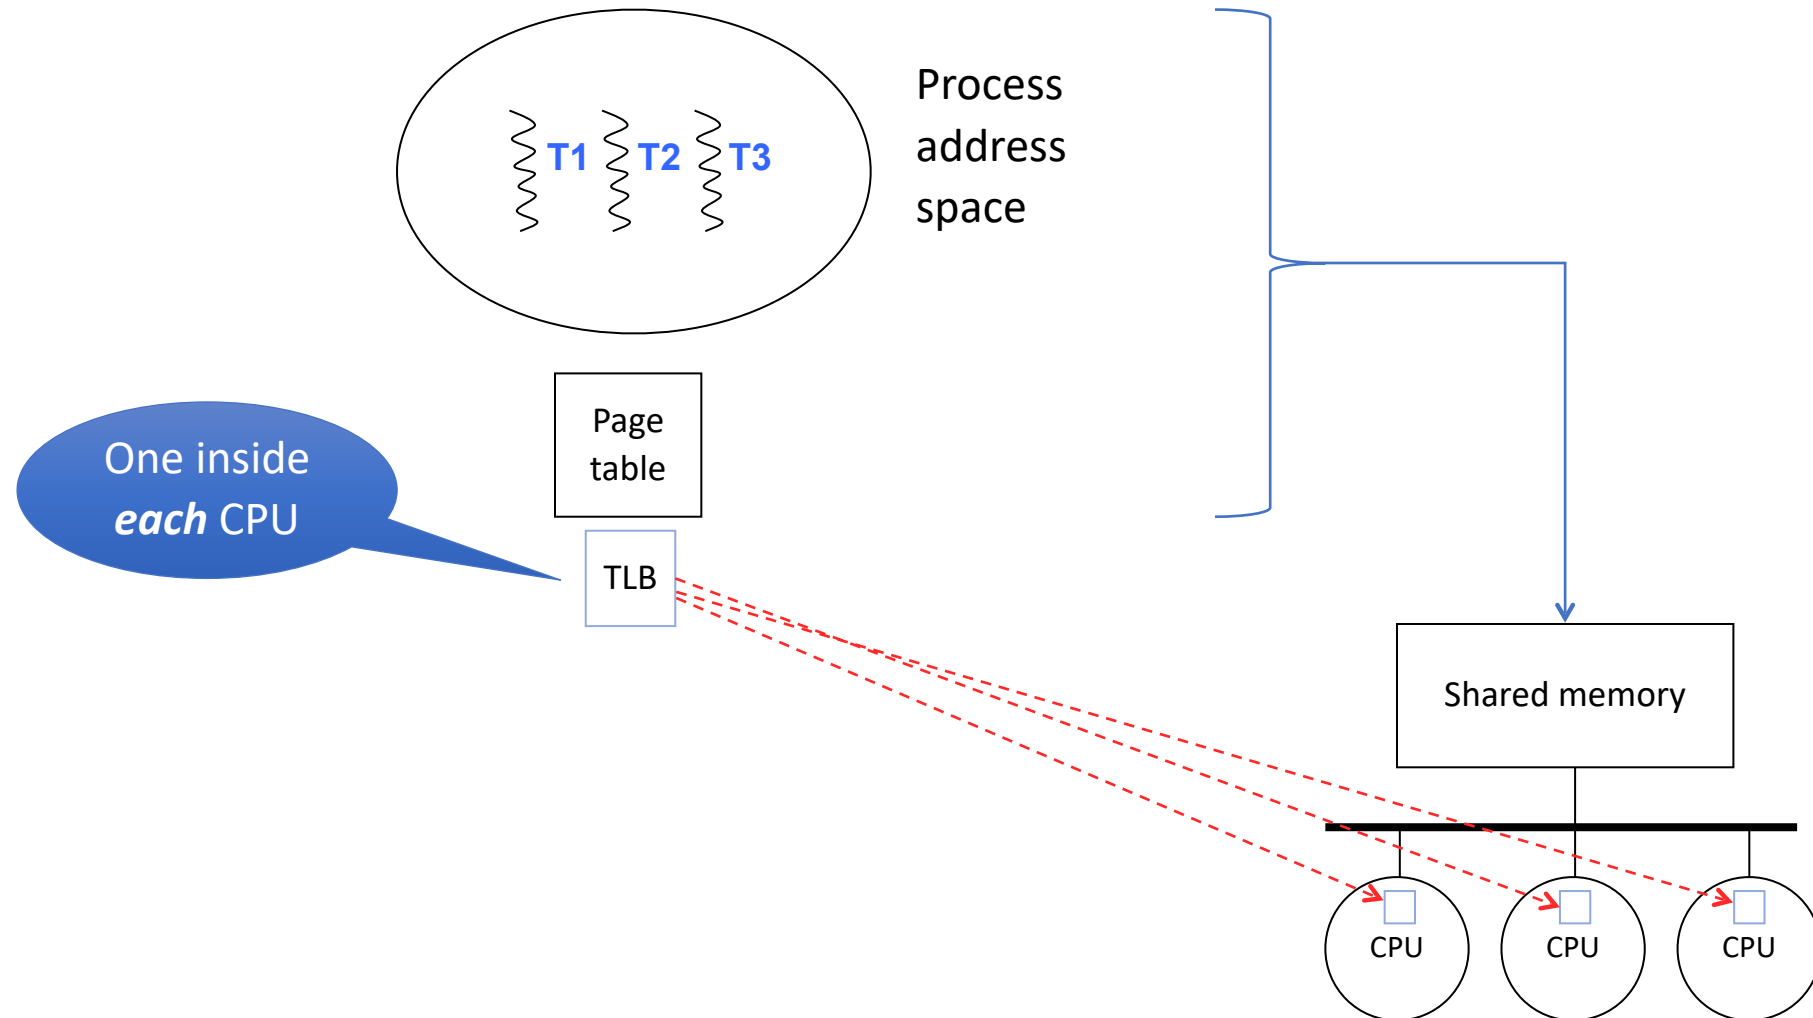 Process
address
space
T1 T2 T3
Page
table
One inside
each CPU
TLB
Shared memory
CPU CPU CPU